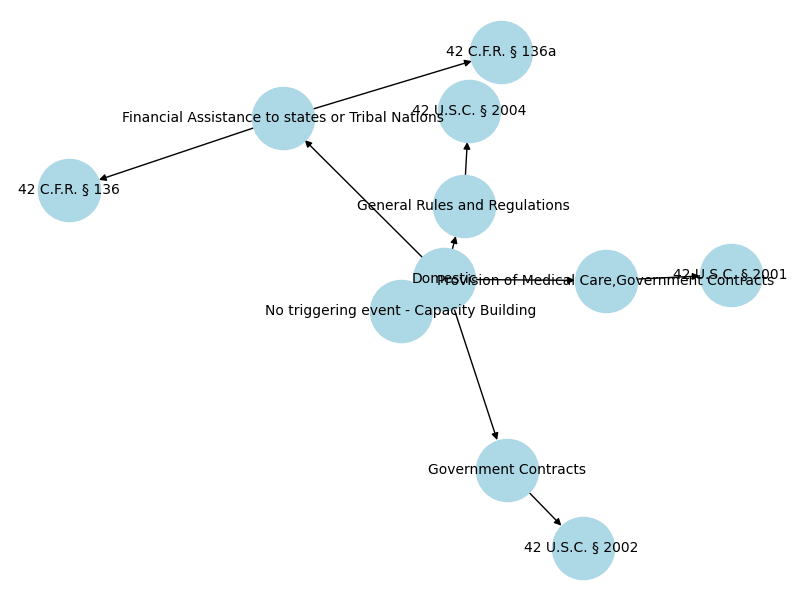 42 C.F.R. § 136a
42 U.S.C. § 2004
Financial Assistance to states or Tribal Nations
42 C.F.R. § 136
General Rules and Regulations
Domestic
Provision of Medical Care,Government Contracts
42 U.S.C. § 2001
No triggering event - Capacity Building
Government Contracts
42 U.S.C. § 2002